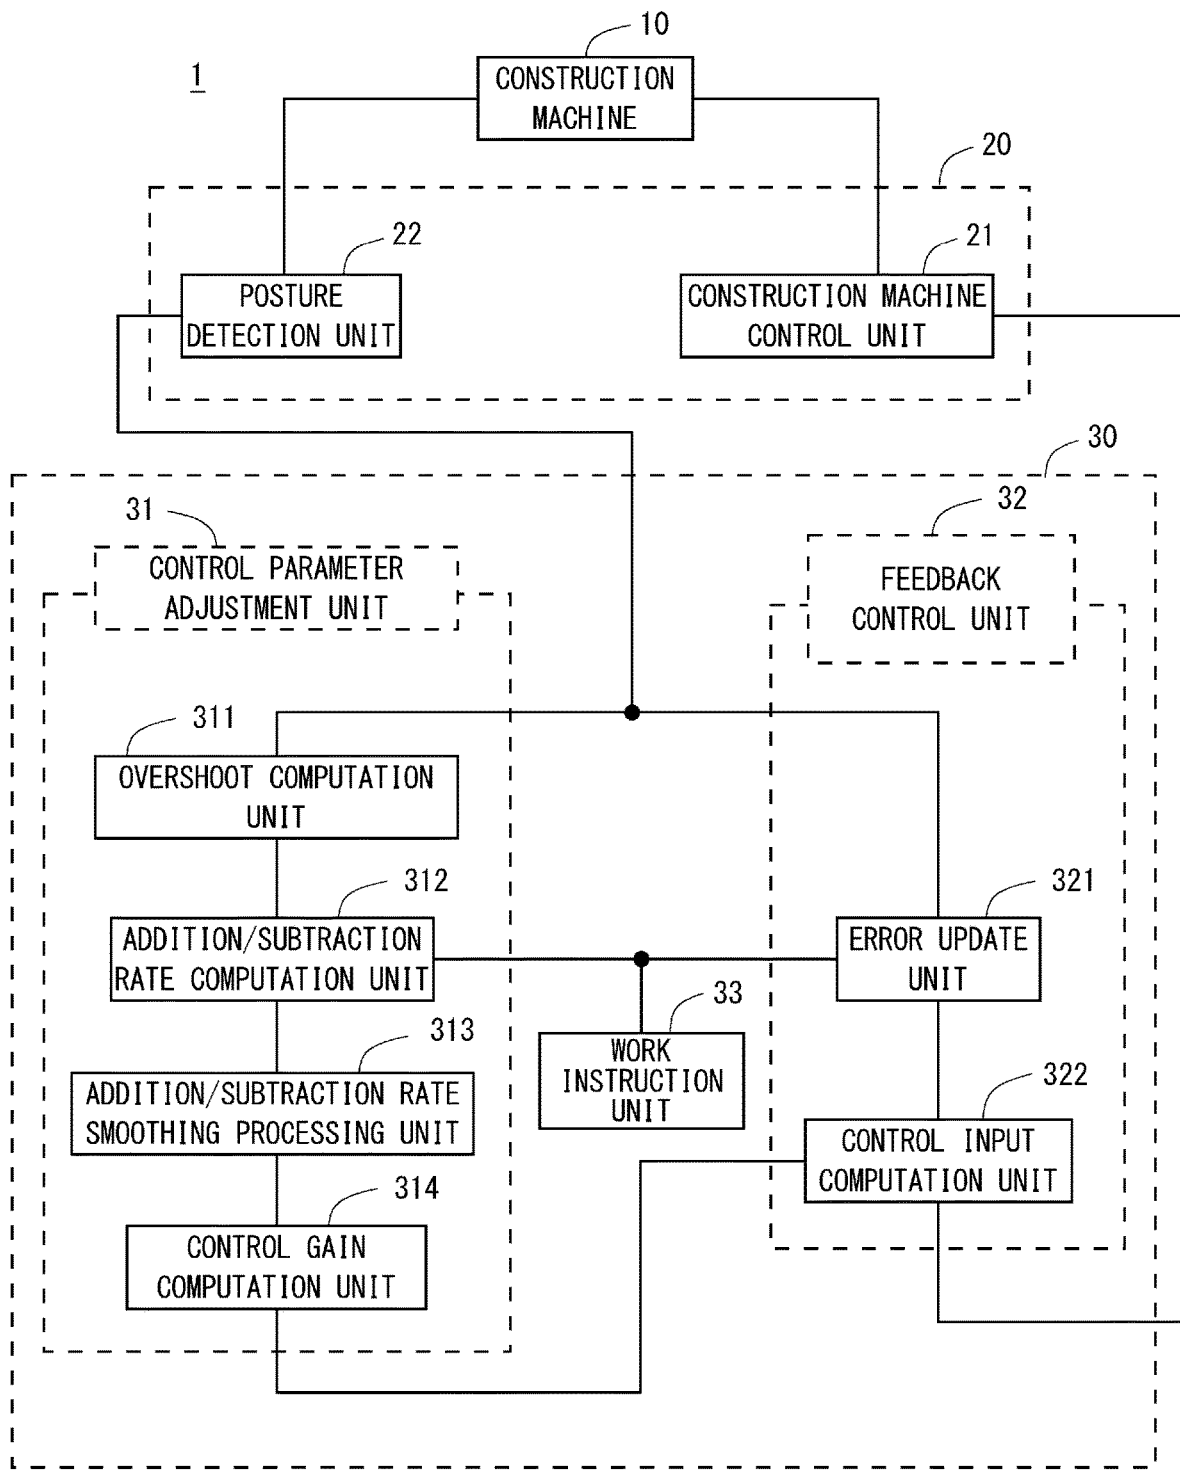 10
1
CONSTRUCTION
MACHINE
20
22
21
POSTURE
DETECTION UNIT
CONSTRUCTION MACHINE
CONTROL UNIT
30
31
32
CONTROL PARAMETER
ADJUSTMENT UNIT
FEEDBACK
CONTROL UNIT
311
OVERSHOOT COMPUTATION
UNIT
312
321
ADDITION/SUBTRACTION
RATE COMPUTATION UNIT
ERROR UPDATE
UNIT
33
313
WORK
INSTRUCTION
UNIT
322
ADDITION/SUBTRACTION RATE
SMOOTHING PROCESSING UNIT
CONTROL INPUT
COMPUTATION UNIT
314
CONTROL GAIN
COMPUTATION UNIT